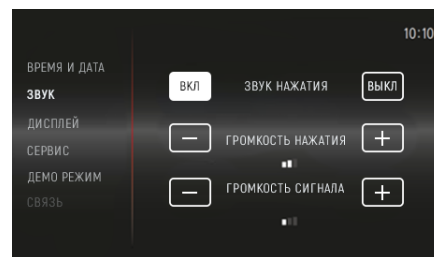 10:10
ВРЕМЯ И ДАТА
ЗВУК
ДИСПЛЕЙ
СЕРВИС
ДЕМО РЕЖИМ
СВЯЗЬ
ВКЛ ЗВУК НАЖАТИЯ ВЫКЛ
— ГРОМКОСТЬ НАЖАТИЯ +
— ГРОМКОСТЬ СИГНАЛА +